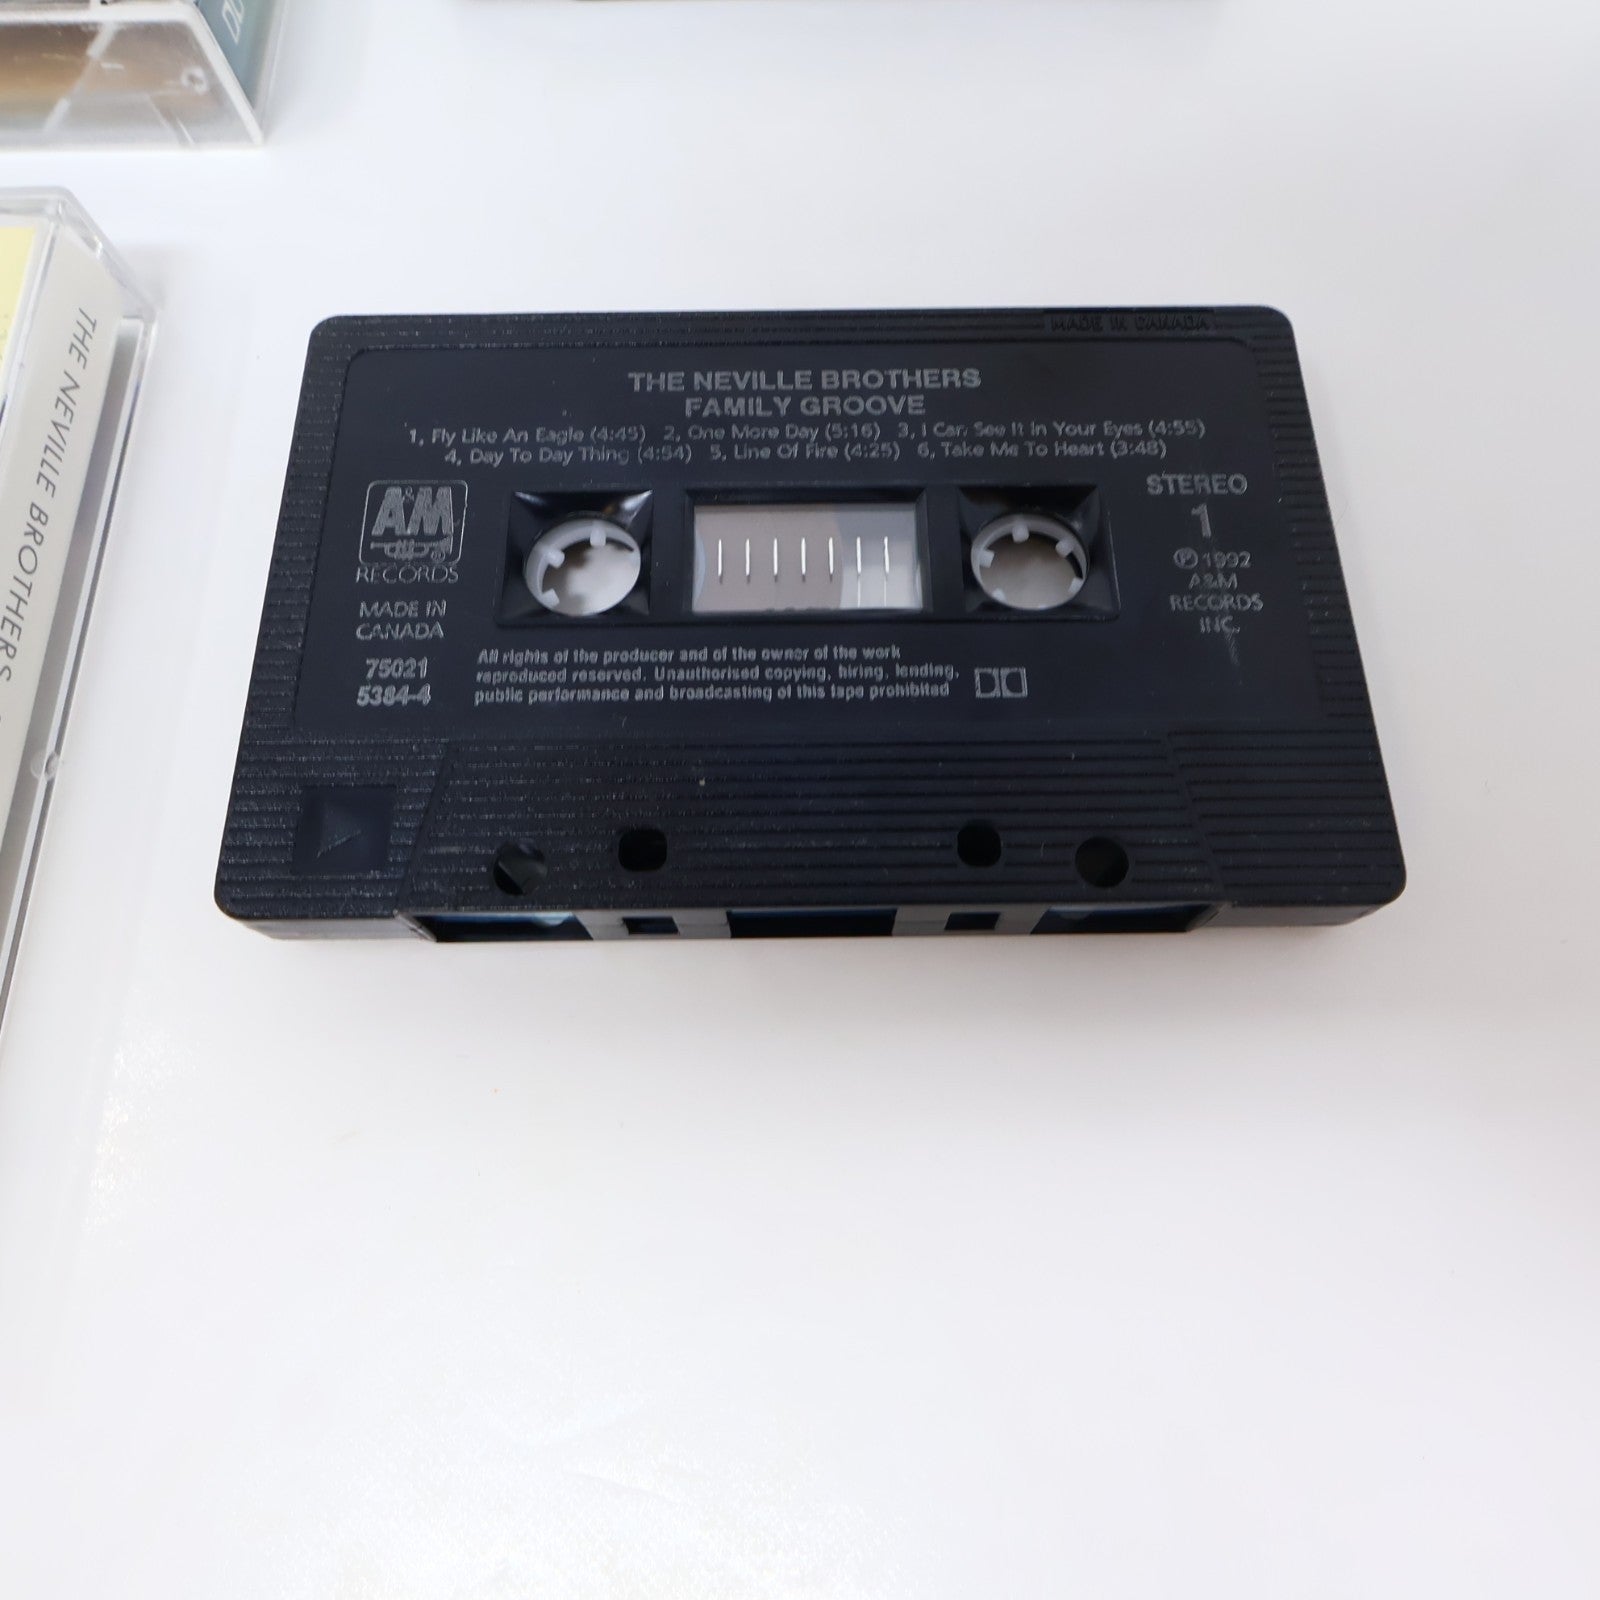 THE NEVILLE BROTHERS
MADE IN CANADA
THE NEVILLE BROTHERS
FAMILY GROOVE
1, Fly Like An Eagle (4:45) 2, One More Day (5:16) 3, I Can See It In Your Eyes (4:55)
4, Day To Day Thing (4:54) 5, Line Of Fire (4:25) 6, Take Me To Heart (3:48)
A&M
RECORDS
MADE IN
CANADA
75021
5384-4
STEREO
1
℗ 1992
A&M
RECORDS
INC.
All rights of the producer and of the owner of the work
reproduced reserved. Unauthorised copying, hiring, lending,
public performance and broadcasting of this tape prohibited